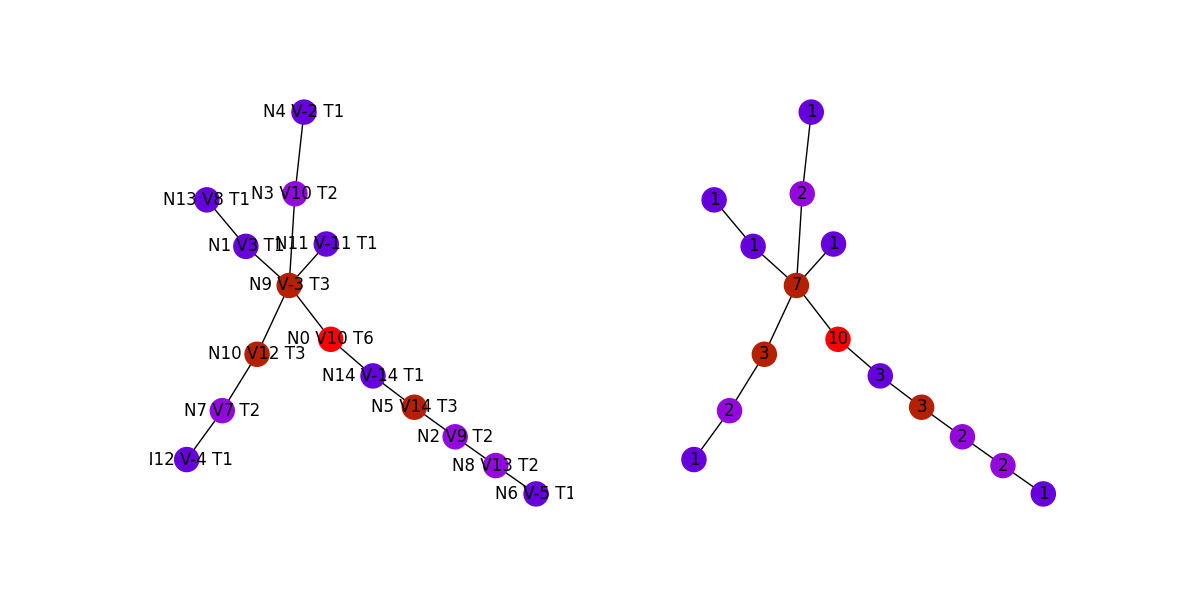 N4 V-2 T1
1
N13 V8 T1
N3 V10 T2
1
2
N1 V3 T1
N11 V-11 T1
1
1
N9 V-3 T3
7
N0 V10 T6
10
N10 V12 T3
3
N14 V-14 T1
3
N5 V14 T3
3
N7 V7 T2
2
N2 V9 T2
2
I12 V-4 T1
1
N8 V13 T2
2
N6 V-5 T1
1